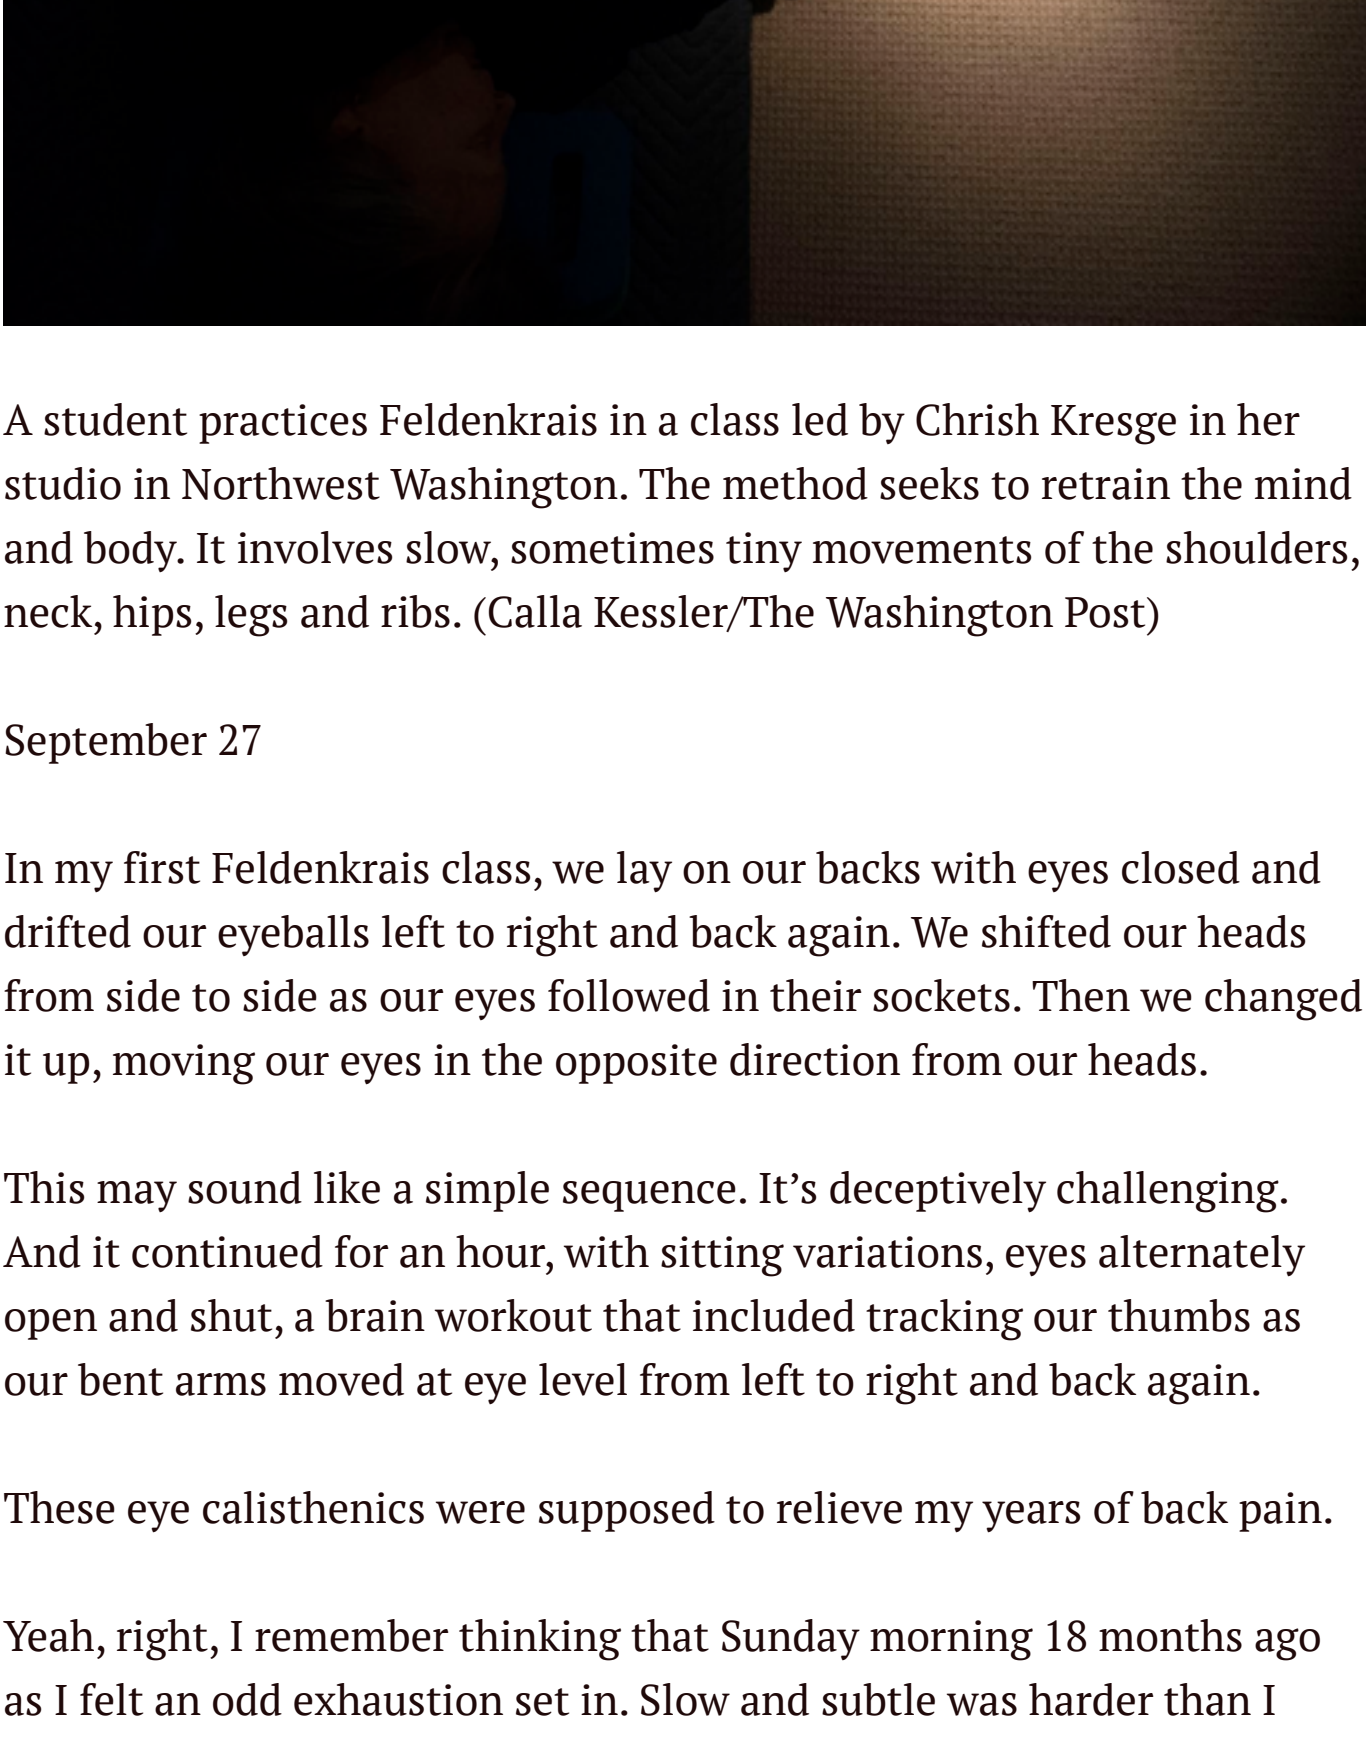 A student practices Feldenkrais in a class led by Chrish Kresge in her
studio in Northwest Washington. The method seeks to retrain the mind
and body. It involves slow, sometimes tiny movements of the shoulders,
neck, hips, legs and ribs. (Calla Kessler/The Washington Post)
September 27
In my first Feldenkrais class, we lay on our backs with eyes closed and
drifted our eyeballs left to right and back again. We shifted our heads
from side to side as our eyes followed in their sockets. Then we changed
it up, moving our eyes in the opposite direction from our heads.
This may sound like a simple sequence. It’s deceptively challenging.
And it continued for an hour, with sitting variations, eyes alternately
open and shut, a brain workout that included tracking our thumbs as
our bent arms moved at eye level from left to right and back again.
These eye calisthenics were supposed to relieve my years of back pain.
Yeah, right, I remember thinking that Sunday morning 18 months ago
as I felt an odd exhaustion set in. Slow and subtle was harder than I